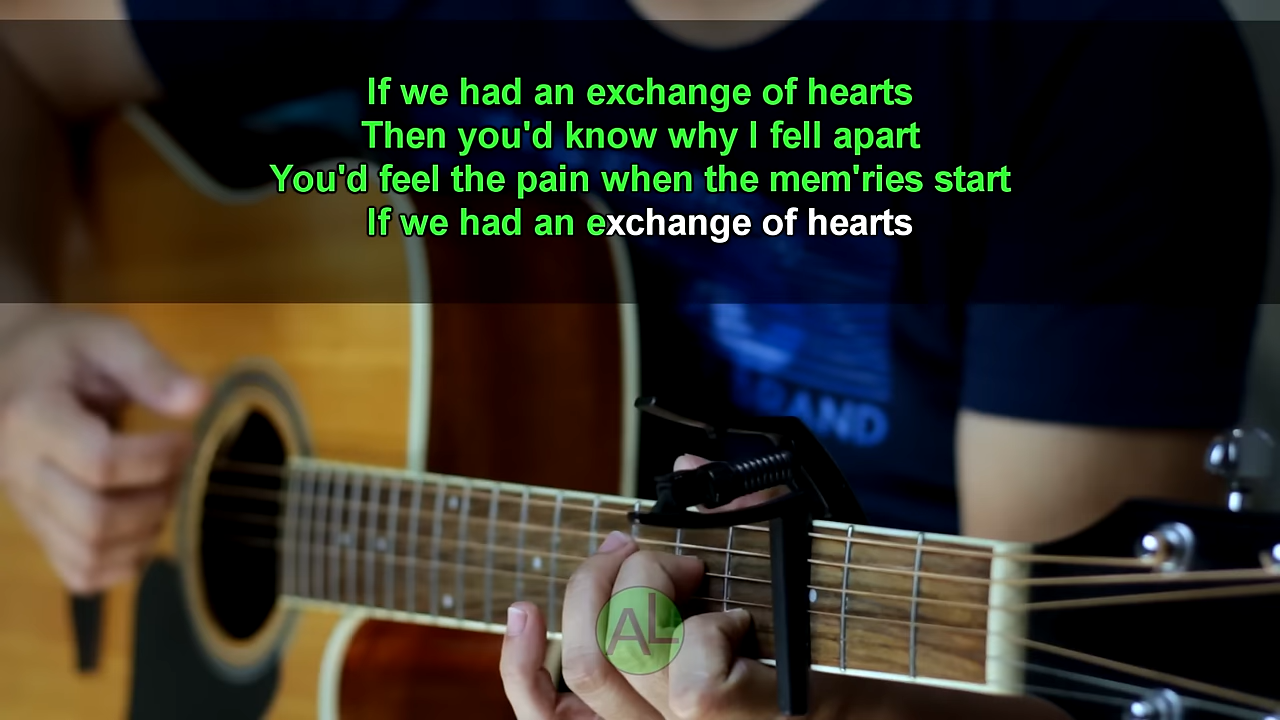 If we had an exchange of hearts
Then you'd know why I fell apart
You'd feel the pain when the mem'ries start
If we had an exchange of hearts
AL